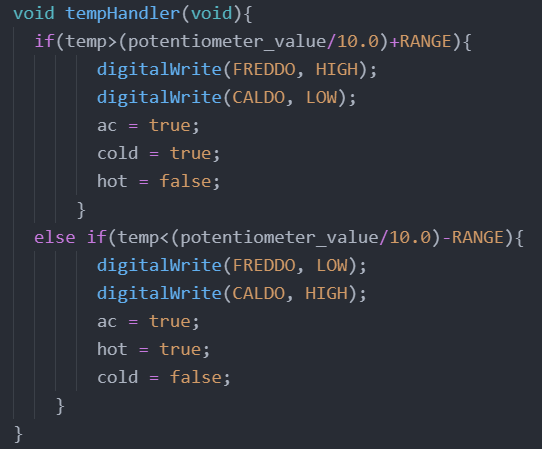 void tempHandler(void){
  if(temp>(potentiometer_value/10.0)+RANGE){
        digitalWrite(FREDDO, HIGH);
        digitalWrite(CALDO, LOW);
        ac = true;
        cold = true;
        hot = false;
      }
  else if(temp<(potentiometer_value/10.0)-RANGE){
        digitalWrite(FREDDO, LOW);
        digitalWrite(CALDO, HIGH);
        ac = true;
        hot = true;
        cold = false;
    }
}